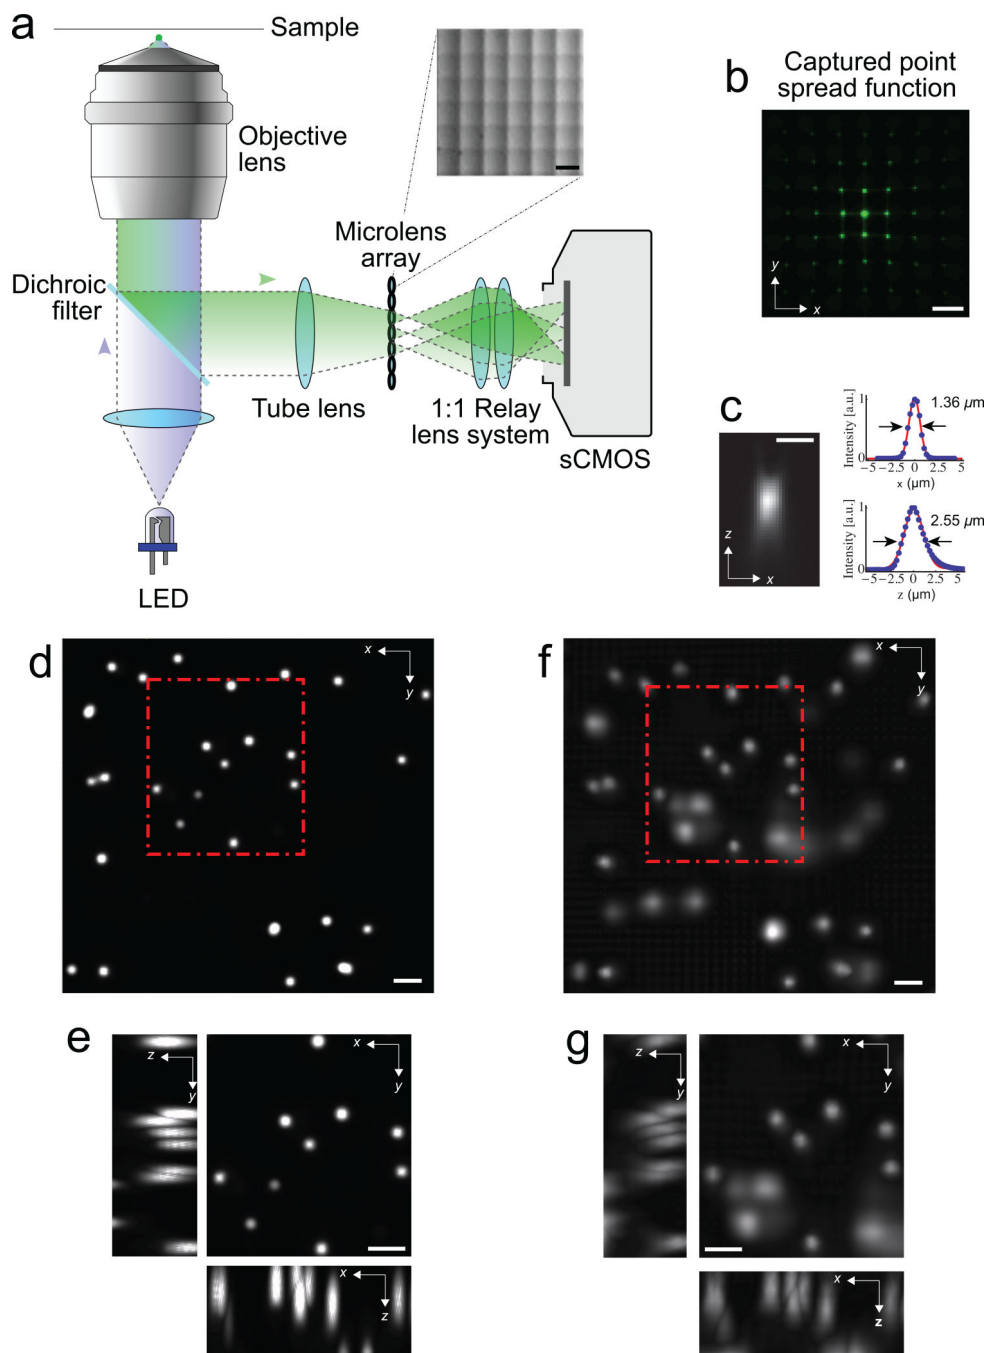 a
Sample
Objective
lens
Dichroic
filter
Microlens
array
Tube lens
1:1 Relay
lens system
sCMOS
LED
b
Captured point
spread function
y
x
c
z
x
Intensity [a.u.]
1
0
1.36 µm
−5 −2.5 0 2.5 5
x (µm)
Intensity [a.u.]
1
0
2.55 µm
−5 −2.5 0 2.5 5
z (µm)
d
x
y
f
x
y
e
z
y
x
y
x
z
g
z
y
x
y
x
z